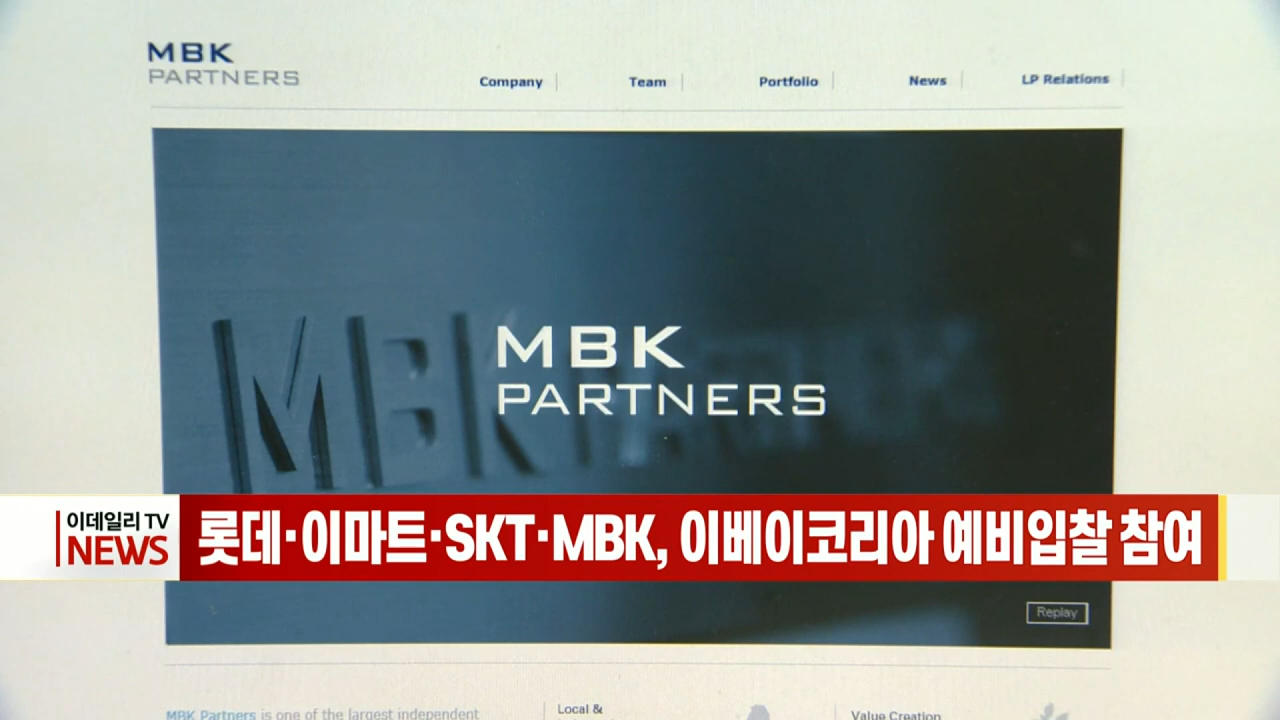 MBK
PARTNERS
Company
Team
Portfolio
News
LP Relations
MBK
MBK
PARTNERS
이데일리 TV
NEWS
롯데·이마트·SKT·MBK, 이베이코리아 예비입찰 참여
Replay
MBK Partners is one of the largest independent
Local &
Value Creation